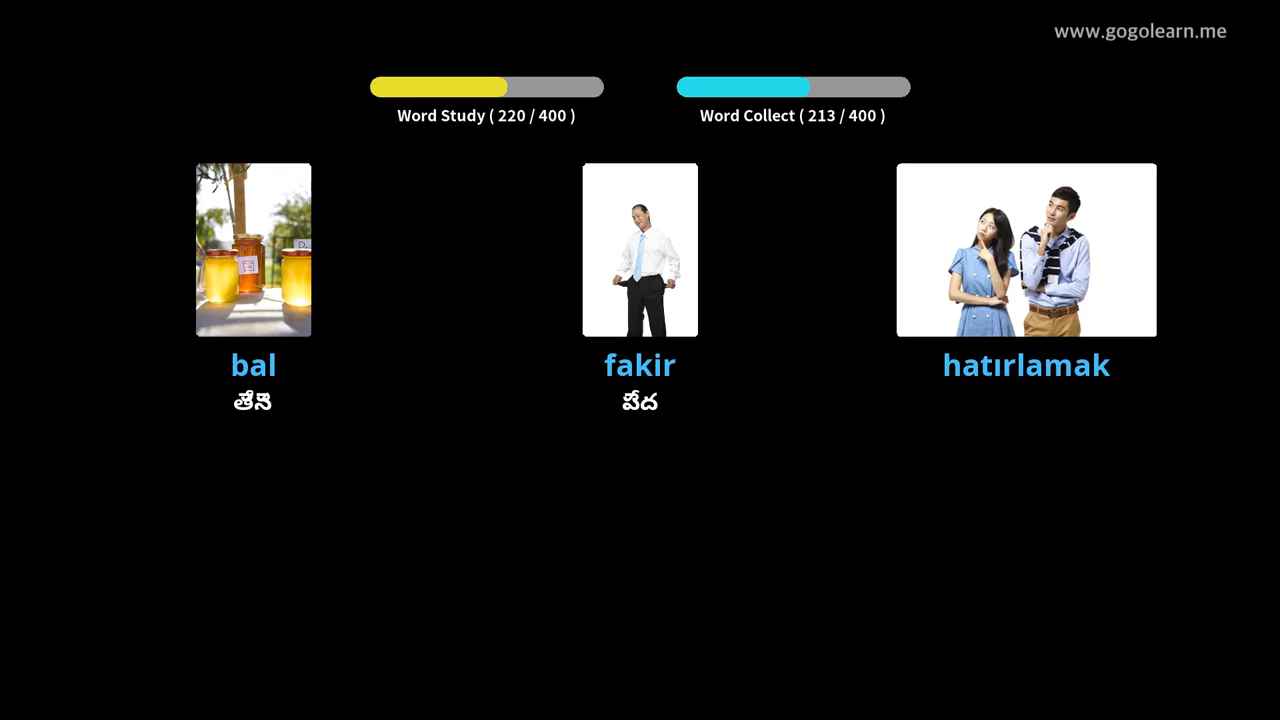 www.gogolearn.me
Word Study ( 220 / 400 )
Word Collect ( 213 / 400 )
bal
తేనె
fakir
పేద
hatırlamak